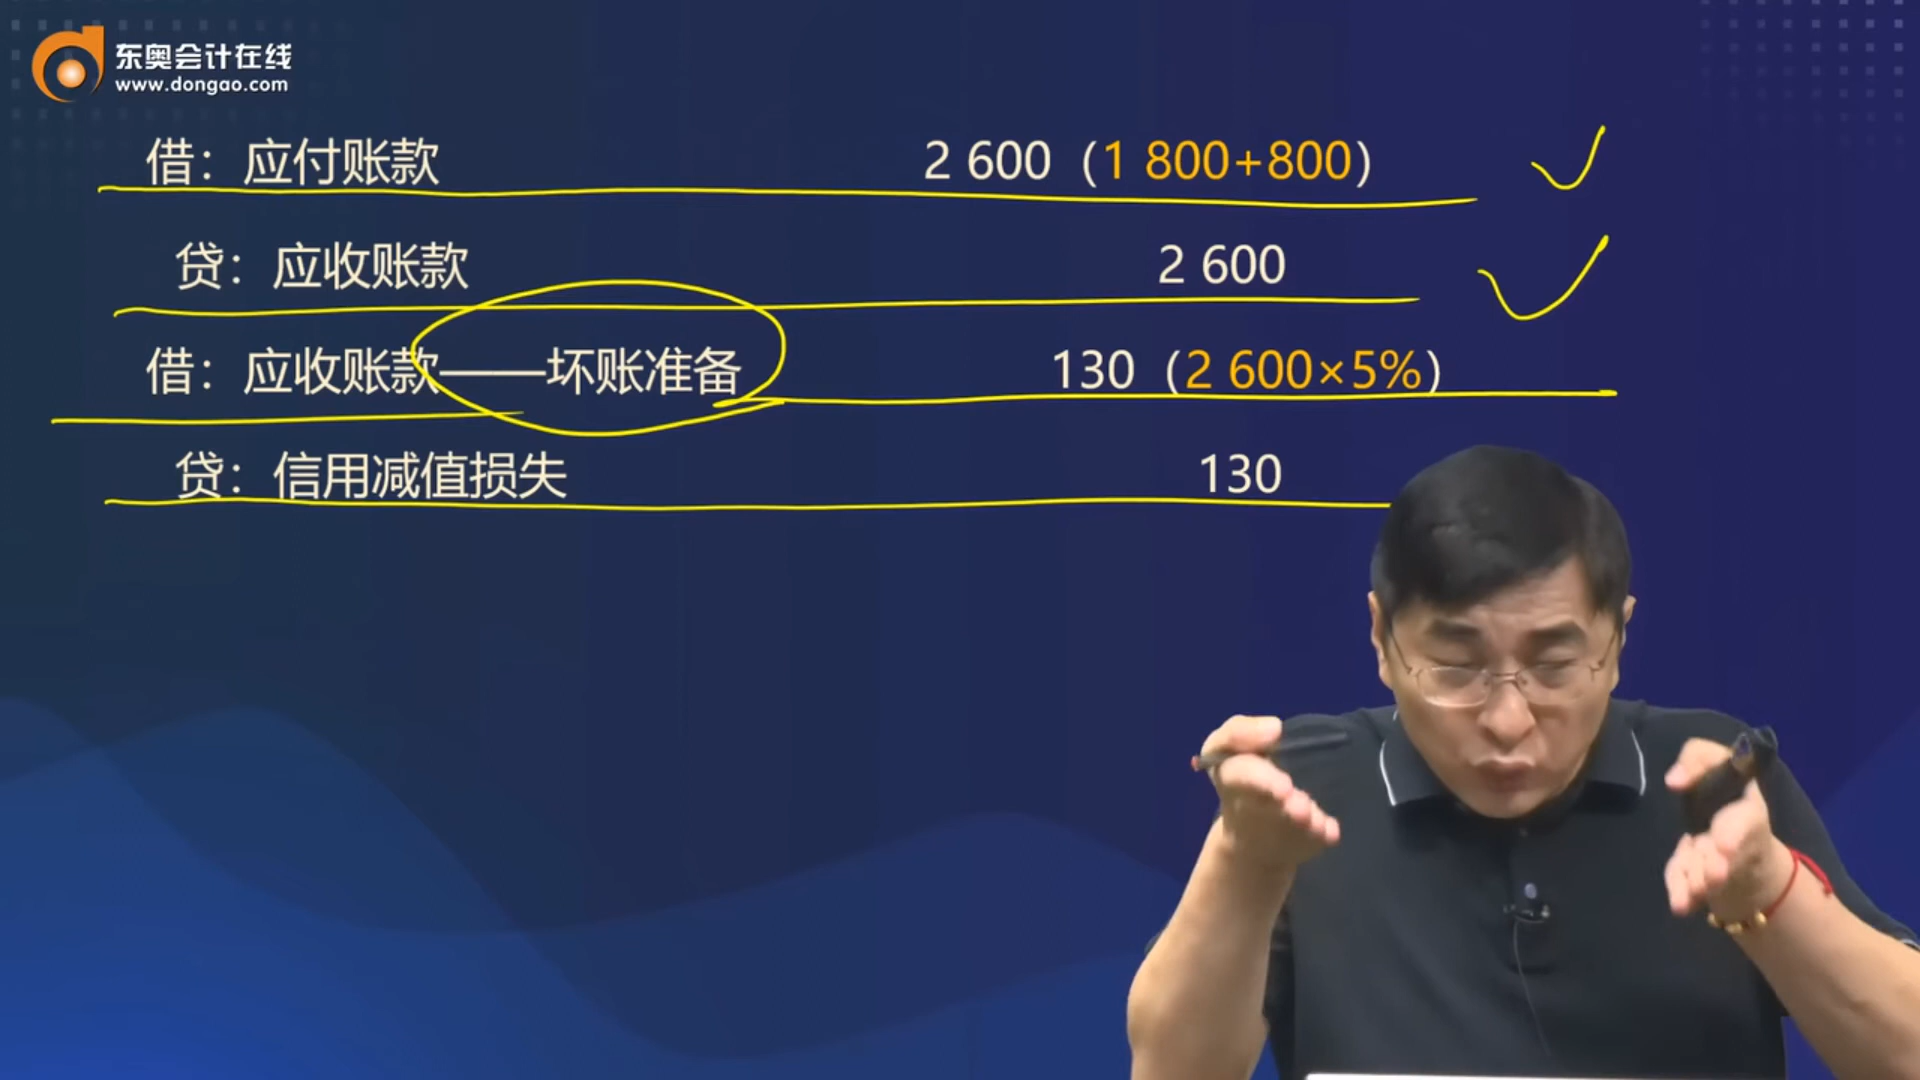 东奥会计在线
www.dongao.com
借：应付账款 2 600（1 800+800）
贷：应收账款 2 600
借：应收账款——坏账准备 130（2 600×5%）
贷：信用减值损失 130